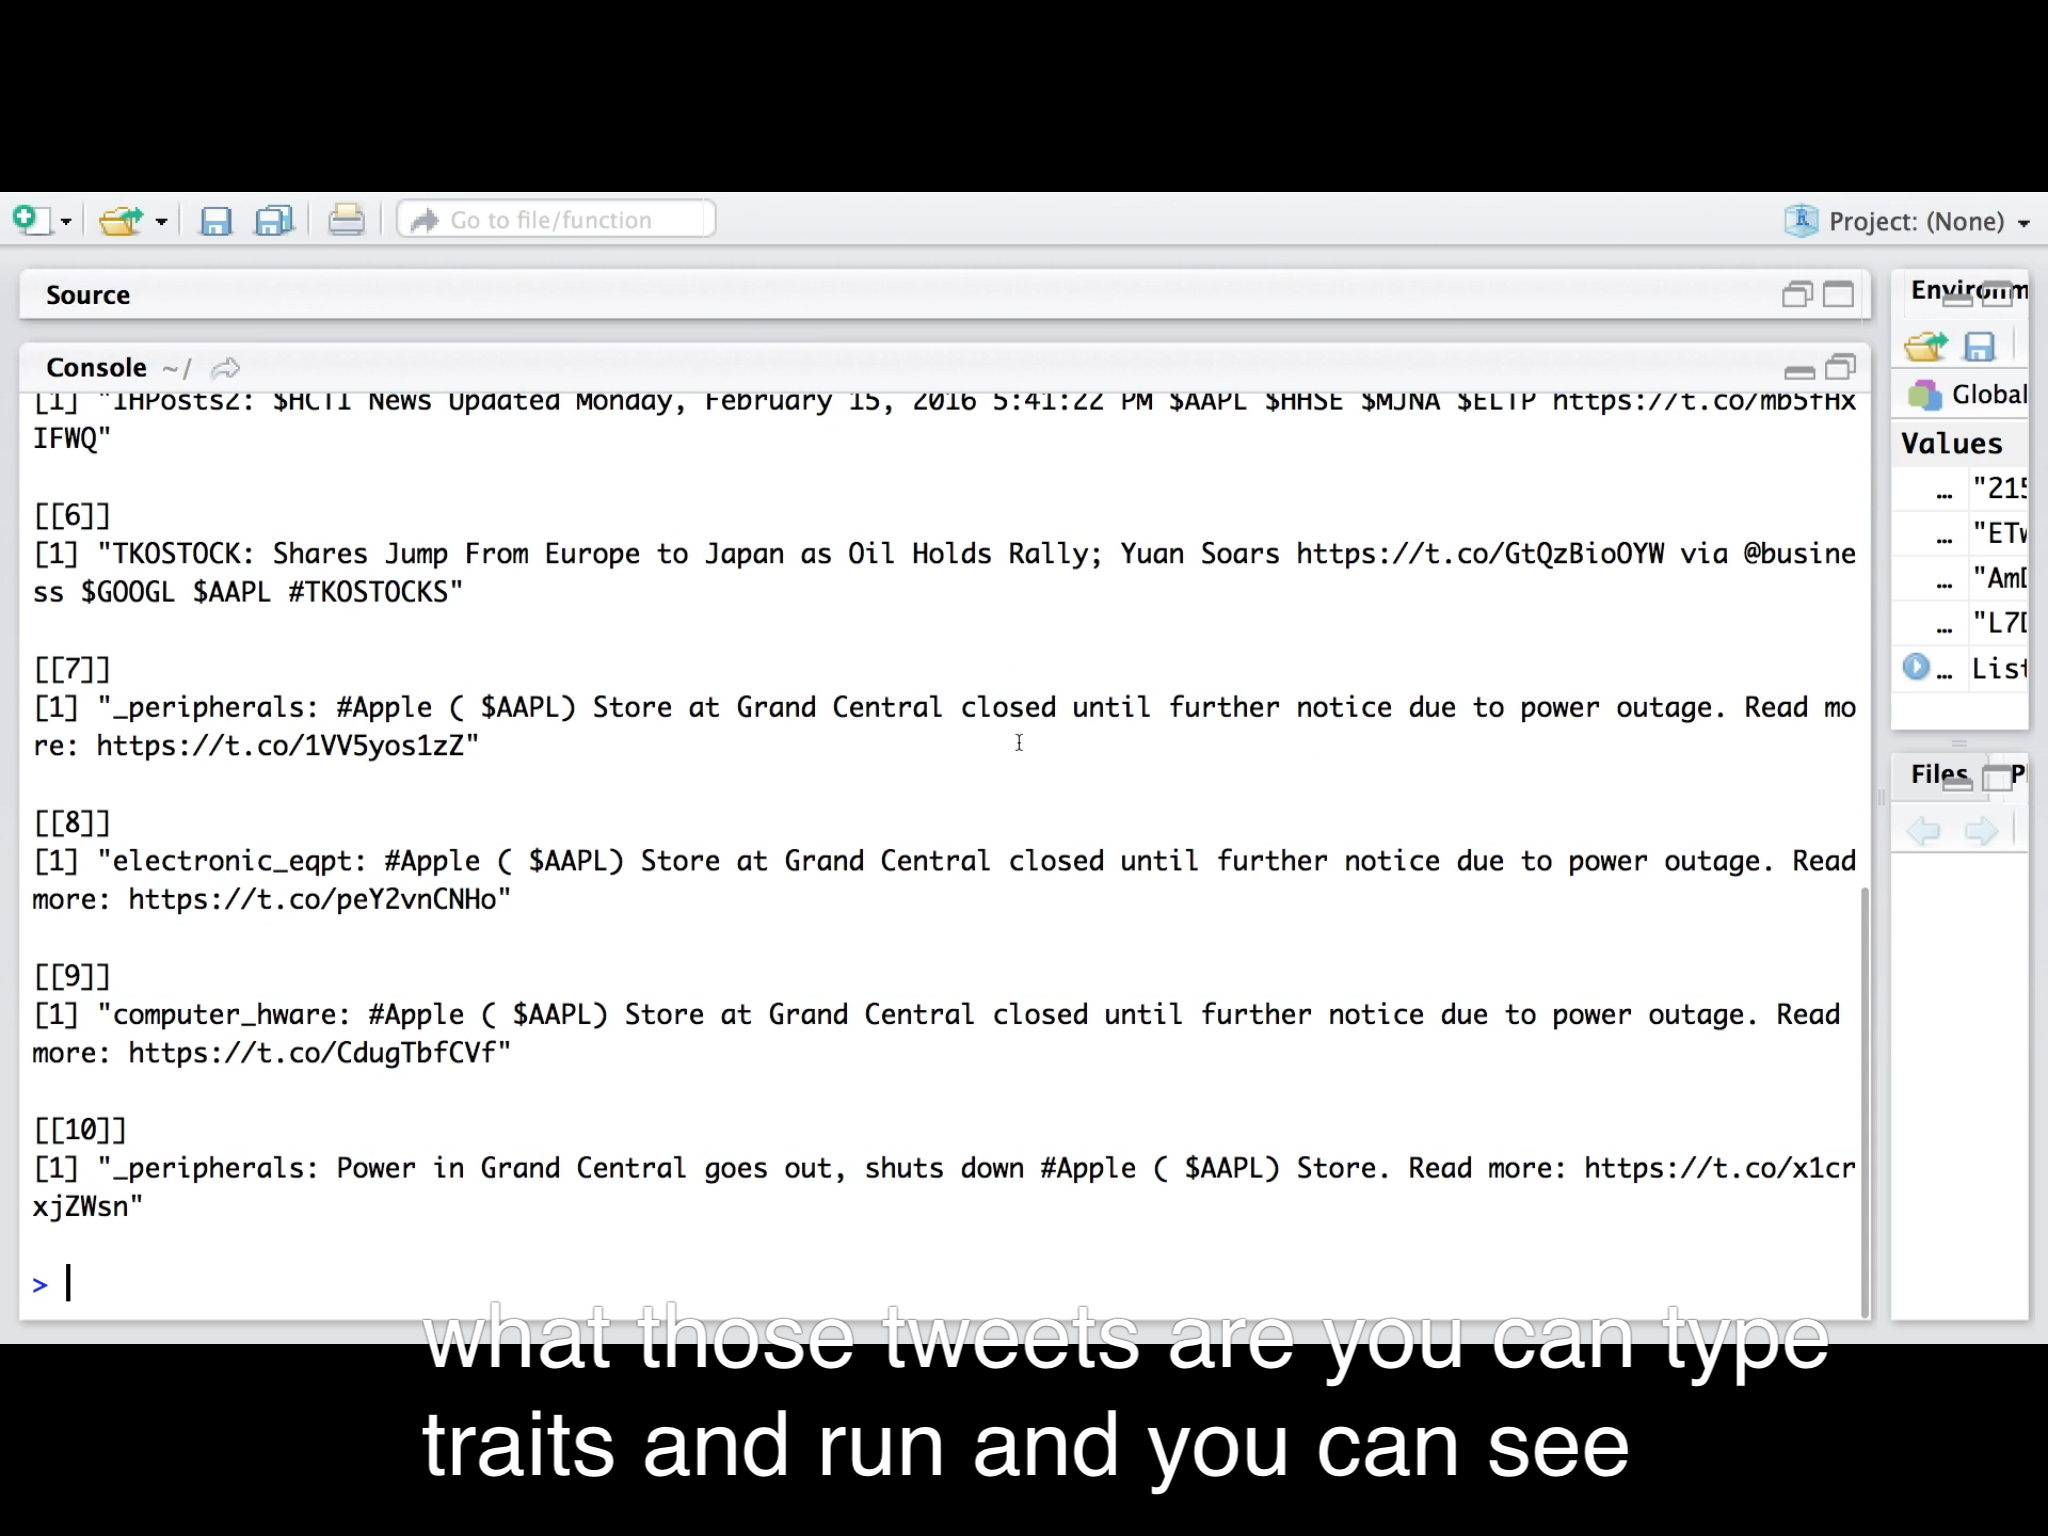 Go to file/function
Project: (None)
Source
Console ~/
[1] "IHPosts2: $HCTI News Updated Monday, February 15, 2016 5:41:22 PM $AAPL $HHSE $MJNA $ELTP https://t.co/mb5fHx
IFWQ"
[[6]]
[1] "TKOSTOCK: Shares Jump From Europe to Japan as Oil Holds Rally; Yuan Soars https://t.co/GtQzBioOYW via @busine
ss $GOOGL $AAPL #TKOSTOCKS"
[[7]]
[1] "_peripherals: #Apple ( $AAPL) Store at Grand Central closed until further notice due to power outage. Read mo
re: https://t.co/1VV5yos1zZ"
[[8]]
[1] "electronic_eqpt: #Apple ( $AAPL) Store at Grand Central closed until further notice due to power outage. Read
more: https://t.co/peY2vnCNHo"
[[9]]
[1] "computer_hware: #Apple ( $AAPL) Store at Grand Central closed until further notice due to power outage. Read
more: https://t.co/CdugTbfCVf"
[[10]]
[1] "_peripherals: Power in Grand Central goes out, shuts down #Apple ( $AAPL) Store. Read more: https://t.co/x1cr
xjZWsn"
>
Environm
Global
Values
... "215
... "ETw
... "Am
... "L7
... List
Files P
what those tweets are you can type
traits and run and you can see